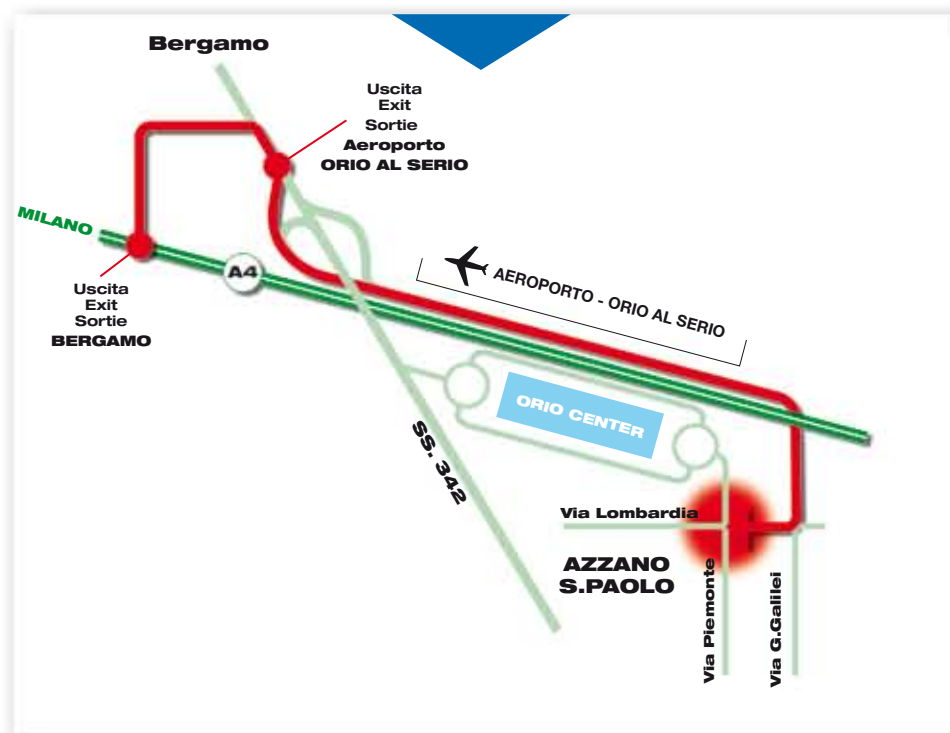 Bergamo
Uscita
Exit
Sortie
Aeroporto
ORIO AL SERIO
MILANO
A4
Uscita
Exit
Sortie
BERGAMO
AEROPORTO - ORIO AL SERIO
ORIO CENTER
SS. 342
Via Lombardia
AZZANO
S.PAOLO
Via Piemonte
Via G.Galilei